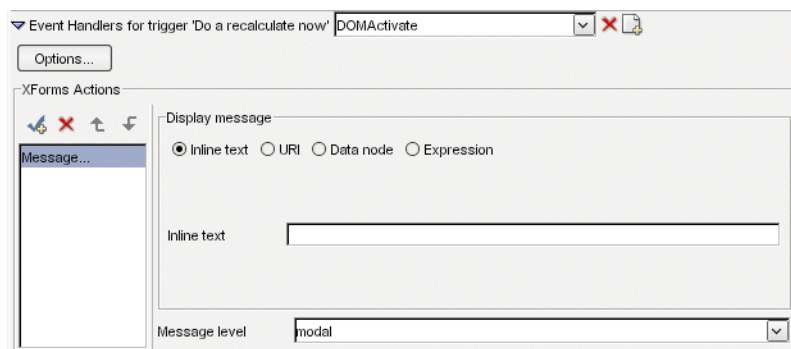 Event Handlers for trigger 'Do a recalculate now' DOMActivate
Options...
XForms Actions
Display message
Message...
Inline text URI Data node Expression
Inline text
Message level modal